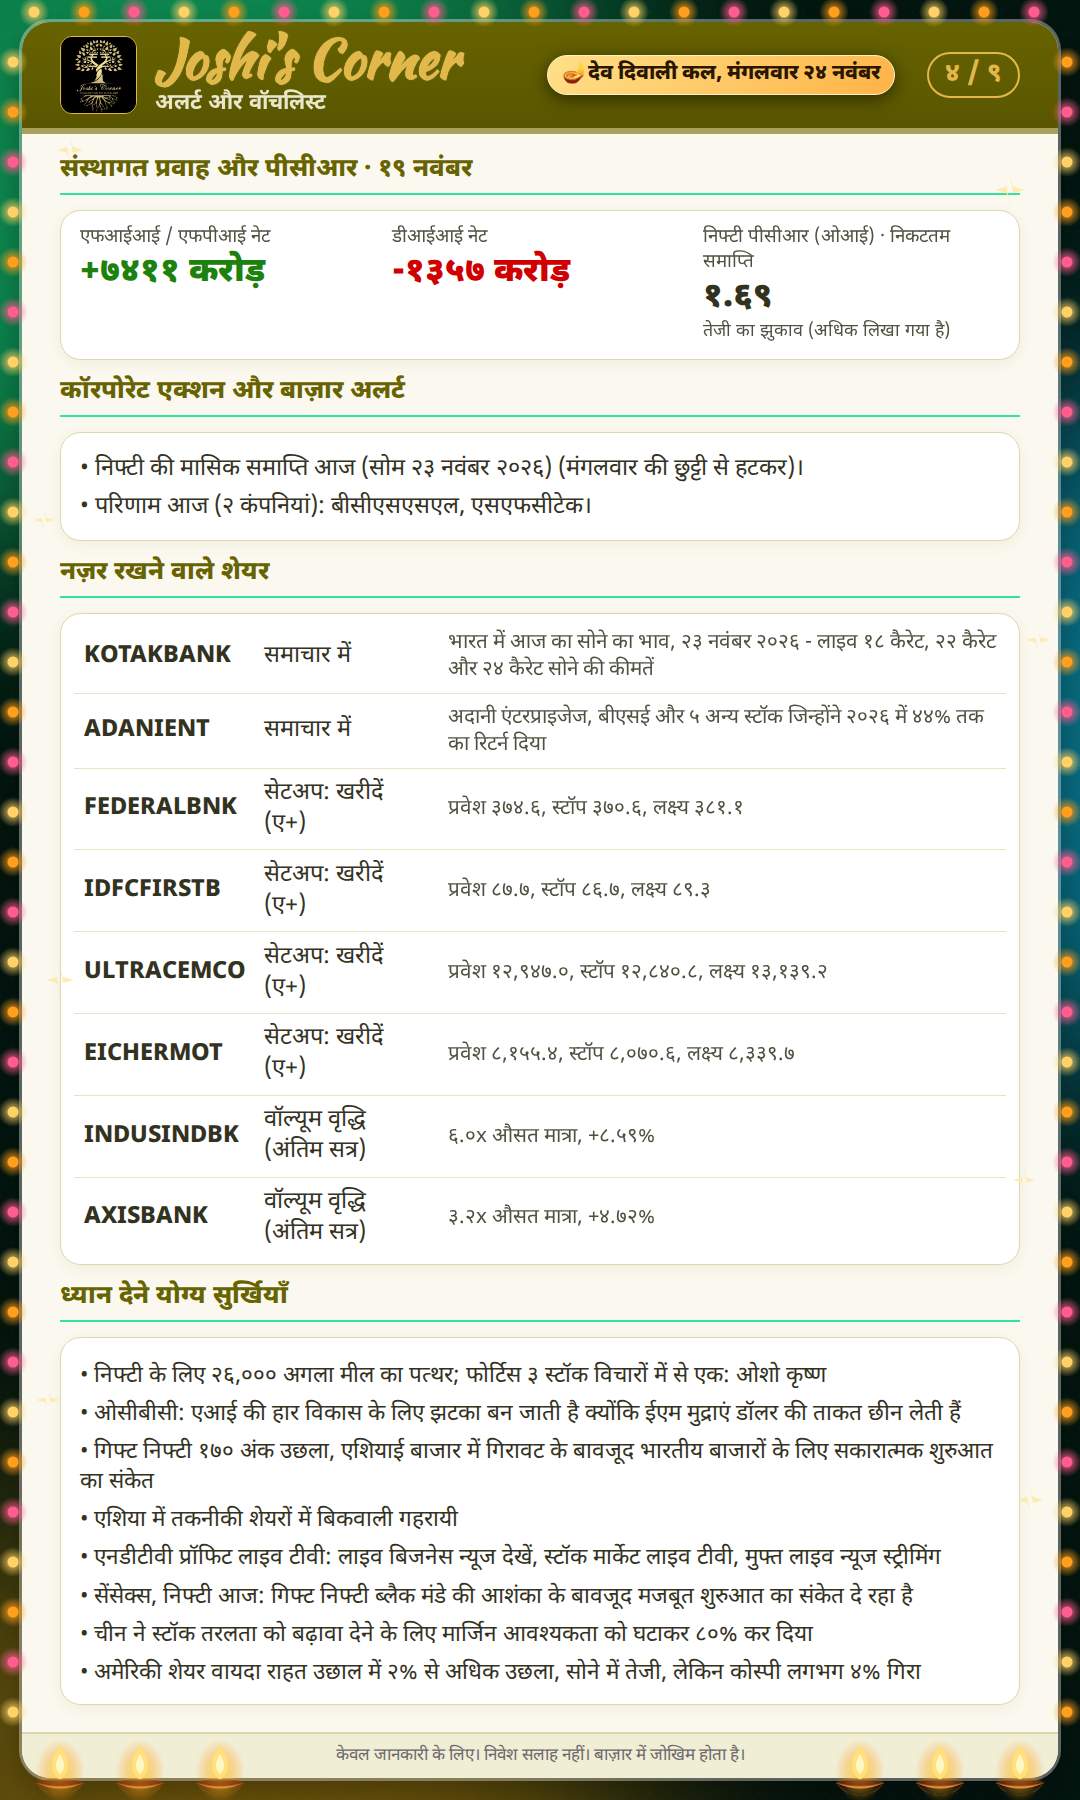 Joshi's Corner
Joshi's Corner
अलर्ट और वॉचलिस्ट
देव दिवाली कल, मंगलवार २४ नवंबर
४ / ९
संस्थागत प्रवाह और पीसीआर · १९ नवंबर
एफआईआई / एफपीआई नेट
+७४११ करोड़
डीआईआई नेट
-१३५७ करोड़
निफ्टी पीसीआर (ओआई) · निकटतम
समाप्ति
१.६९
तेजी का झुकाव (अधिक लिखा गया है)
कॉरपोरेट एक्शन और बाज़ार अलर्ट
• निफ्टी की मासिक समाप्ति आज (सोम २३ नवंबर २०२६) (मंगलवार की छुट्टी से हटकर)।
• परिणाम आज (२ कंपनियां): बीसीएसएसएल, एसएफसीटेक।
नज़र रखने वाले शेयर
KOTAKBANK समाचार में भारत में आज का सोने का भाव, २३ नवंबर २०२६ - लाइव १८ कैरेट, २२ कैरेट
और २४ कैरेट सोने की कीमतें
ADANIENT समाचार में अदानी एंटरप्राइजेज, बीएसई और ५ अन्य स्टॉक जिन्होंने २०२६ में ४४% तक
का रिटर्न दिया
FEDERALBNK सेटअप: खरीदें
(ए+) प्रवेश ३७४.६, स्टॉप ३७०.६, लक्ष्य ३८१.१
IDFCFIRSTB सेटअप: खरीदें
(ए+) प्रवेश ८७.७, स्टॉप ८६.७, लक्ष्य ८९.३
ULTRACEMCO सेटअप: खरीदें
(ए+) प्रवेश १२,९४७.०, स्टॉप १२,८४०.८, लक्ष्य १३,१३९.२
EICHERMOT सेटअप: खरीदें
(ए+) प्रवेश ८,१५५.४, स्टॉप ८,०७०.६, लक्ष्य ८,३३९.७
INDUSINDBK वॉल्यूम वृद्धि
(अंतिम सत्र) ६.०x औसत मात्रा, +८.५९%
AXISBANK वॉल्यूम वृद्धि
(अंतिम सत्र) ३.२x औसत मात्रा, +४.७२%
ध्यान देने योग्य सुर्खियाँ
• निफ्टी के लिए २६,००० अगला मील का पत्थर; फोर्टिस ३ स्टॉक विचारों में से एक: ओशो कृष्ण
• ओसीबीसी: एआई की हार विकास के लिए झटका बन जाती है क्योंकि ईएम मुद्राएं डॉलर की ताकत छीन लेती हैं
• गिफ्ट निफ्टी १७० अंक उछला, एशियाई बाजार में गिरावट के बावजूद भारतीय बाजारों के लिए सकारात्मक शुरुआत
का संकेत
• एशिया में तकनीकी शेयरों में बिकवाली गहरायी
• एनडीटीवी प्रॉफिट लाइव टीवी: लाइव बिजनेस न्यूज देखें, स्टॉक मार्केट लाइव टीवी, मुफ्त लाइव न्यूज स्ट्रीमिंग
• सेंसेक्स, निफ्टी आज: गिफ्ट निफ्टी ब्लैक मंडे की आशंका के बावजूद मजबूत शुरुआत का संकेत दे रहा है
• चीन ने स्टॉक तरलता को बढ़ावा देने के लिए मार्जिन आवश्यकता को घटाकर ८०% कर दिया
• अमेरिकी शेयर वायदा राहत उछाल में २% से अधिक उछला, सोने में तेजी, लेकिन कोस्पी लगभग ४% गिरा
केवल जानकारी के लिए। निवेश सलाह नहीं। बाज़ार में जोखिम होता है।